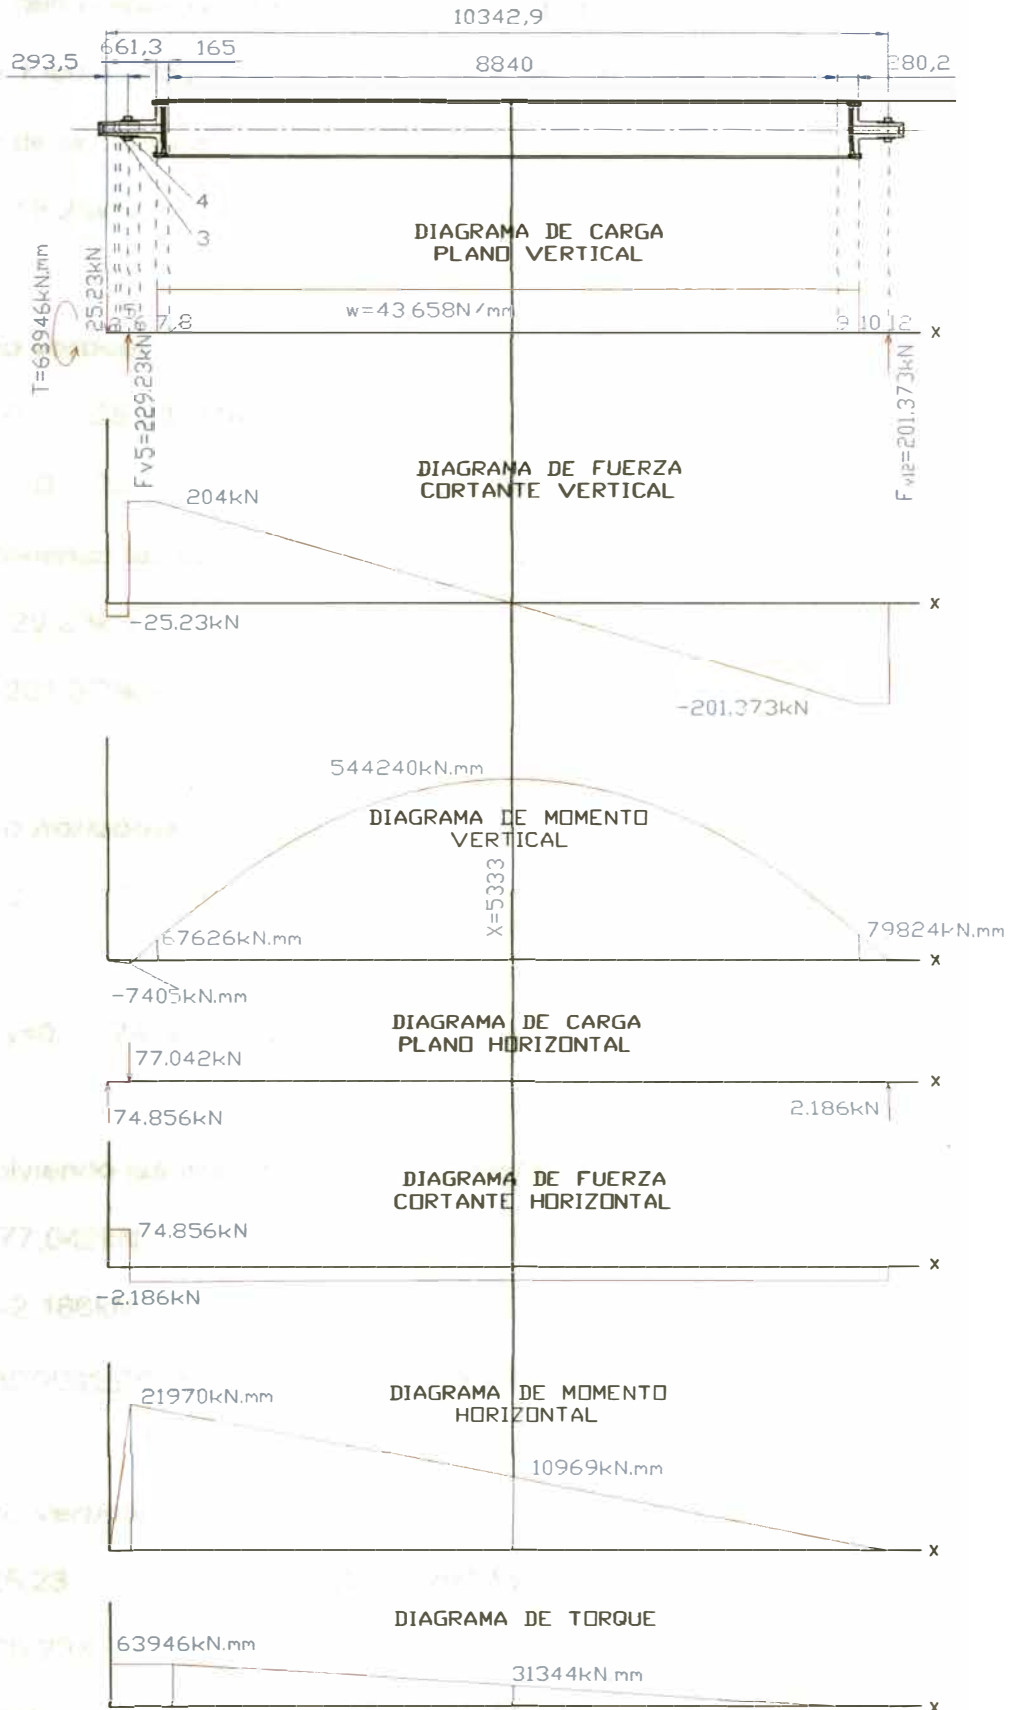 10342,9
661,3 165
293,5
8840
280,2
4
3
DIAGRAMA DE CARGA
PLANO VERTICAL
T=63946kN.mm
25.23kN
w=43.658N/mm
7,8
9 10 12
x
Fv5=229.23kN
Fv12=201.373kN
DIAGRAMA DE FUERZA
CORTANTE VERTICAL
204kN
x
-25.23kN
-201.373kN
544240kN.mm
DIAGRAMA DE MOMENTO
VERTICAL
X=5333
67626kN.mm
79824kN.mm
x
-7405kN.mm
DIAGRAMA DE CARGA
PLANO HORIZONTAL
77.042kN
x
74.856kN
2.186kN
DIAGRAMA DE FUERZA
CORTANTE HORIZONTAL
74.856kN
x
-2.186kN
21970kN.mm
DIAGRAMA DE MOMENTO
HORIZONTAL
10969kN.mm
x
DIAGRAMA DE TORQUE
63946kN.mm
31344kN.mm
x